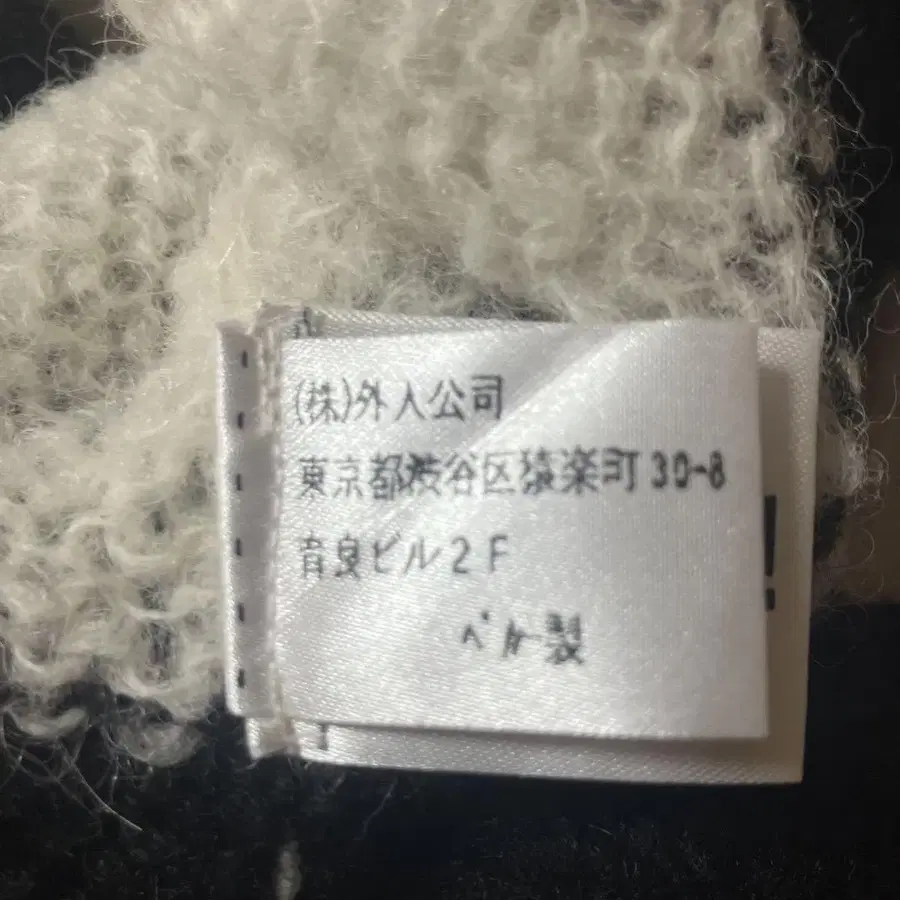 (株)外人公司
東京都渋谷区猿楽町30-8
育良ビル2F
ペルー製
!